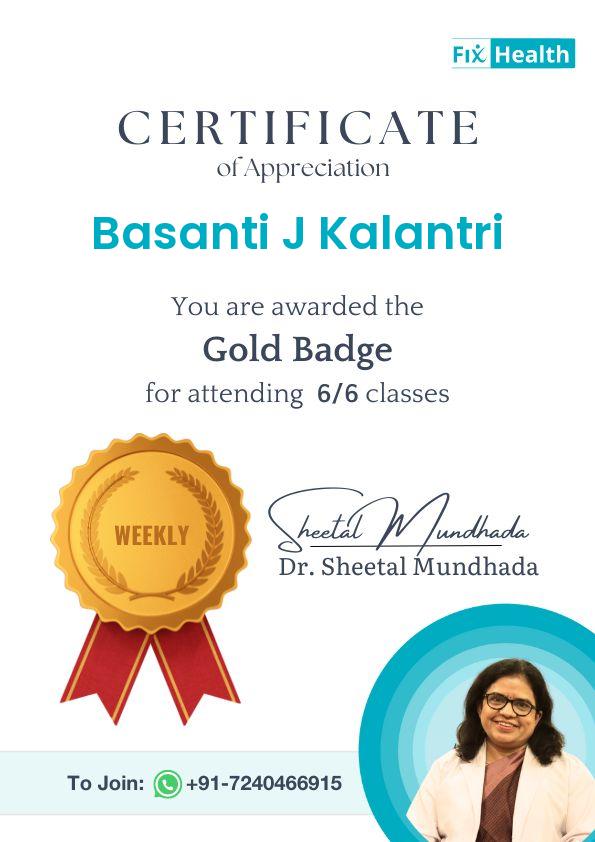 Fix Health
CERTIFICATE
of Appreciation
Basanti J Kalantri
You are awarded the
Gold Badge
for attending 6/6 classes
WEEKLY
Sheetal Mundhada
Dr. Sheetal Mundhada
To Join: +91-7240466915